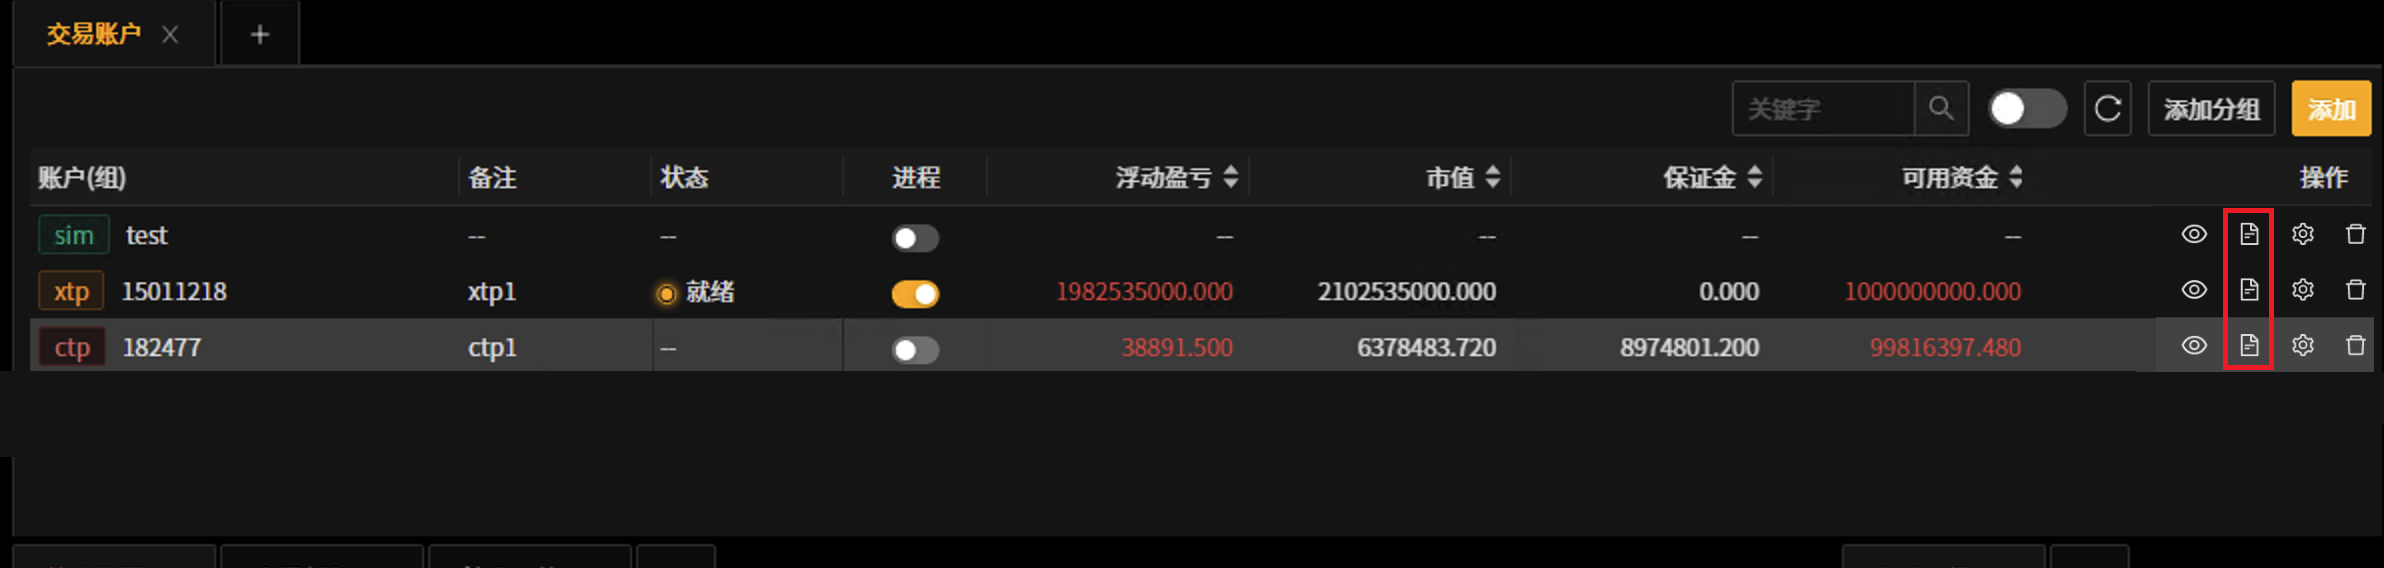 交易账户
关键字 添加分组 添加
账户(组) 备注 状态 进程 浮动盈亏 市值 保证金 可用资金 操作
sim test -- -- -- -- -- --
xtp 15011218 xtp1 就绪 1982535000.000 2102535000.000 0.000 1000000000.000
ctp 182477 ctp1 -- 38891.500 6378483.720 8974801.200 99816397.480